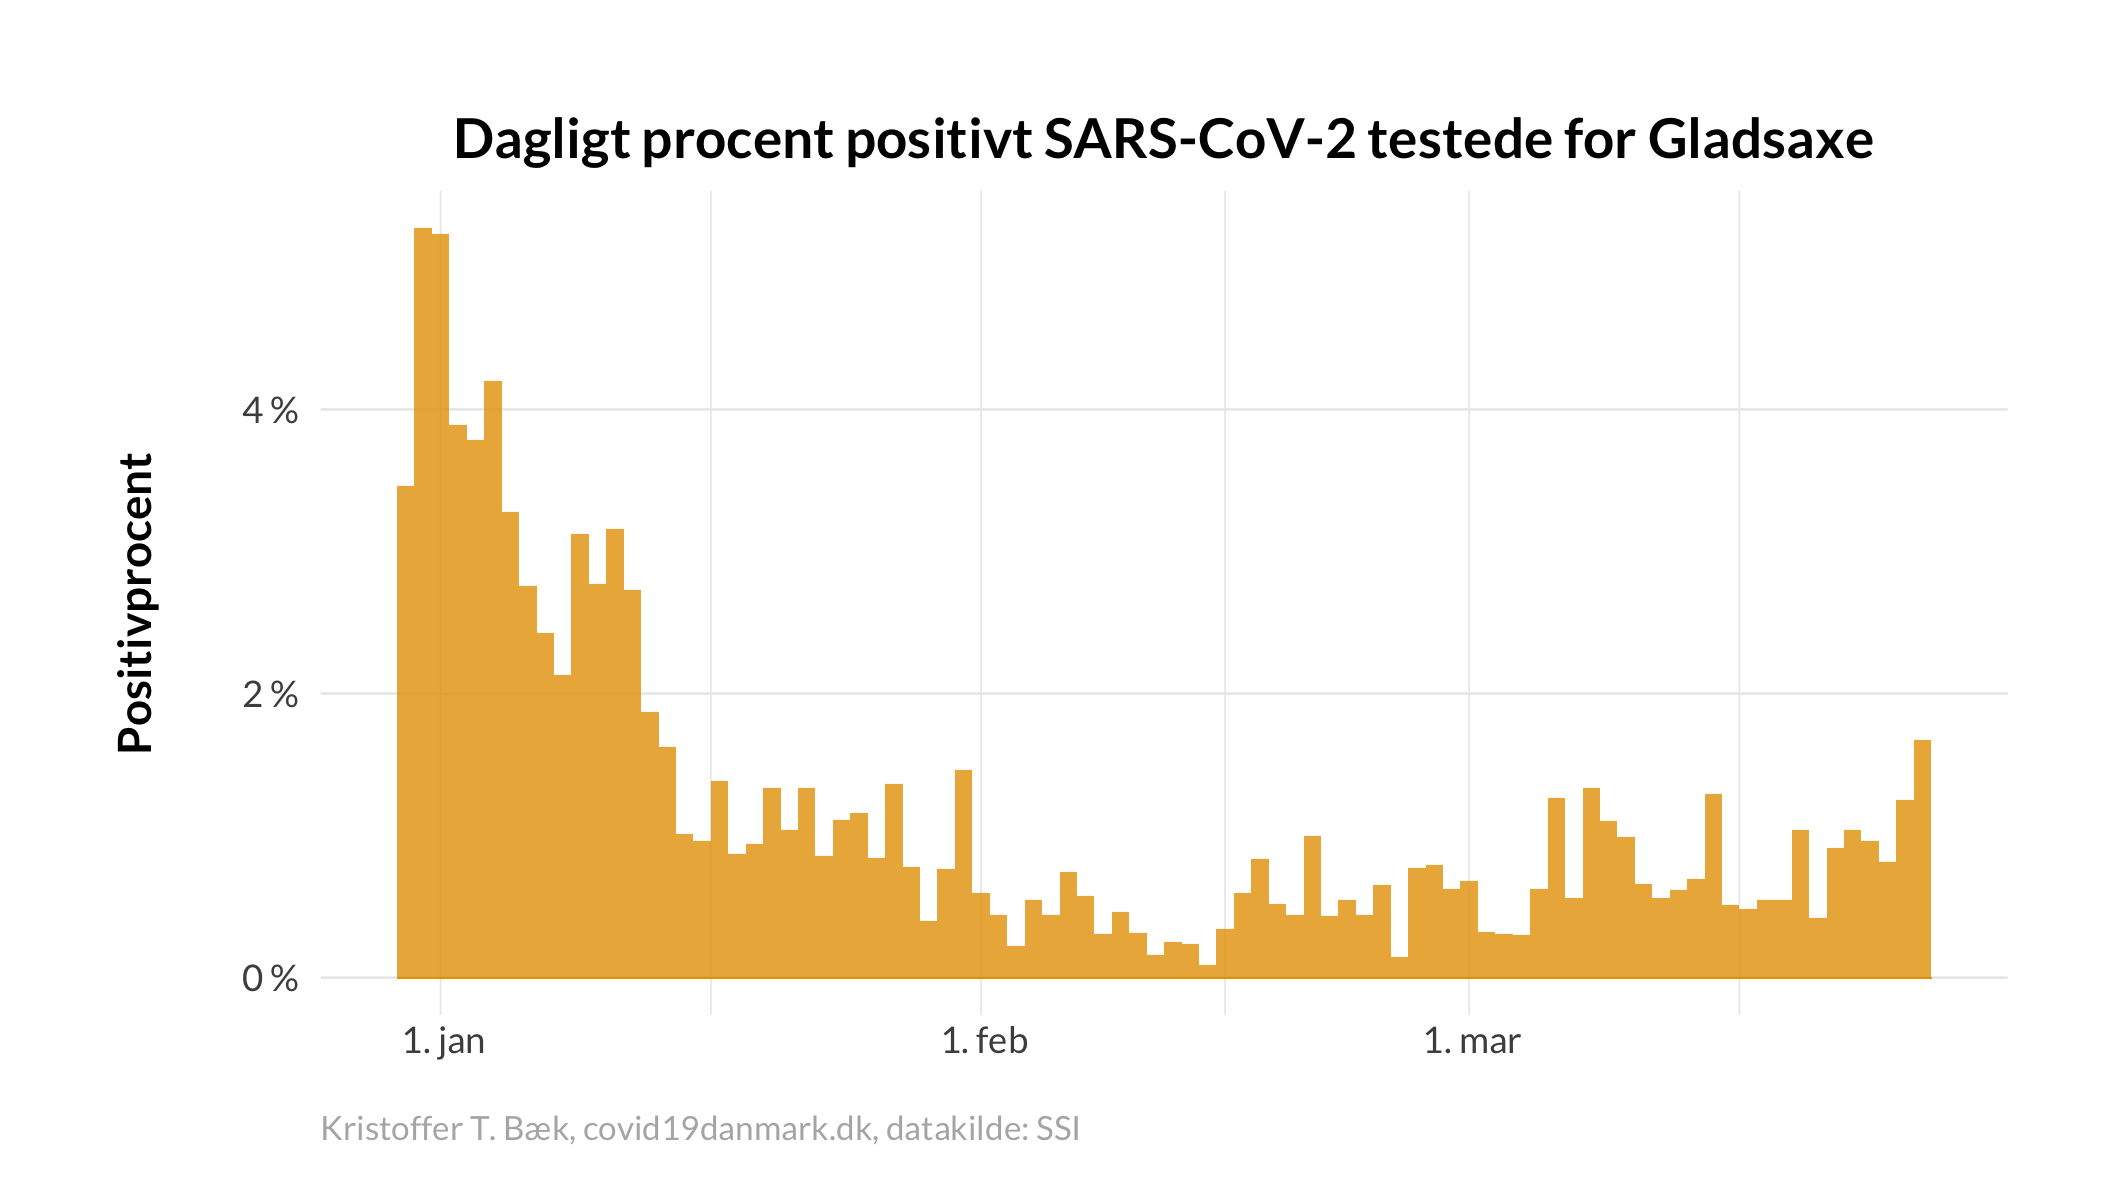 Dagligt procent positivt SARS-CoV-2 testede for Gladsaxe
Positivprocent
4 %
2 %
0 %
1. jan
1. feb
1. mar
Kristoffer T. Bæk, covid19danmark.dk, datakilde: SSI